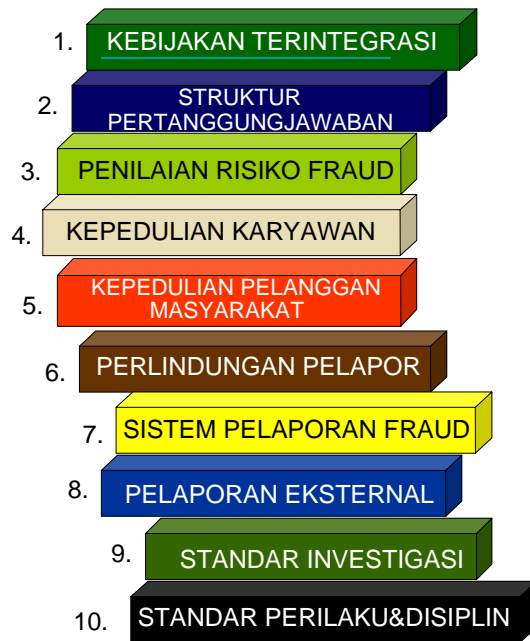 1. KEBIJAKAN TERINTEGRASI
2. STRUKTUR
PERTANGGUNGJAWABAN
3. PENILAIAN RISIKO FRAUD
4. KEPEDULIAN KARYAWAN
5. KEPEDULIAN PELANGGAN
MASYARAKAT
6. PERLINDUNGAN PELAPOR
7. SISTEM PELAPORAN FRAUD
8. PELAPORAN EKSTERNAL
9. STANDAR INVESTIGASI
10. STANDAR PERILAKU&DISIPLIN